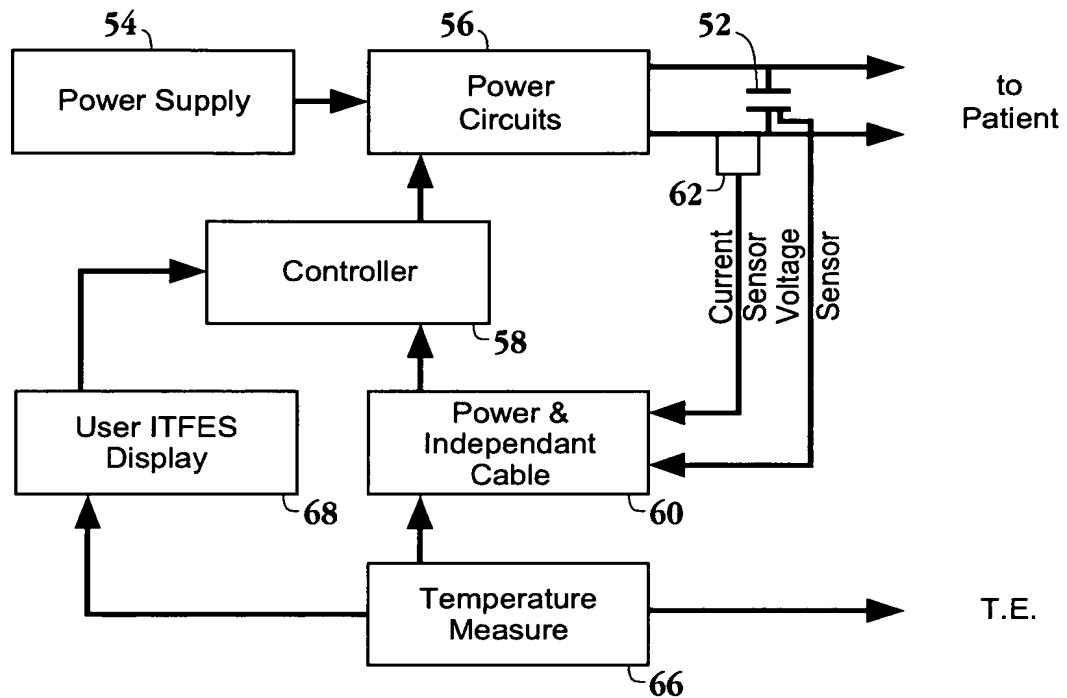 54
56
52
Power Supply
Power
Circuits
to
Patient
62
Controller
58
Current
Sensor
Voltage
Sensor
User ITFES
Display
68
Power &
Independant
Cable
60
Temperature
Measure
66
T.E.